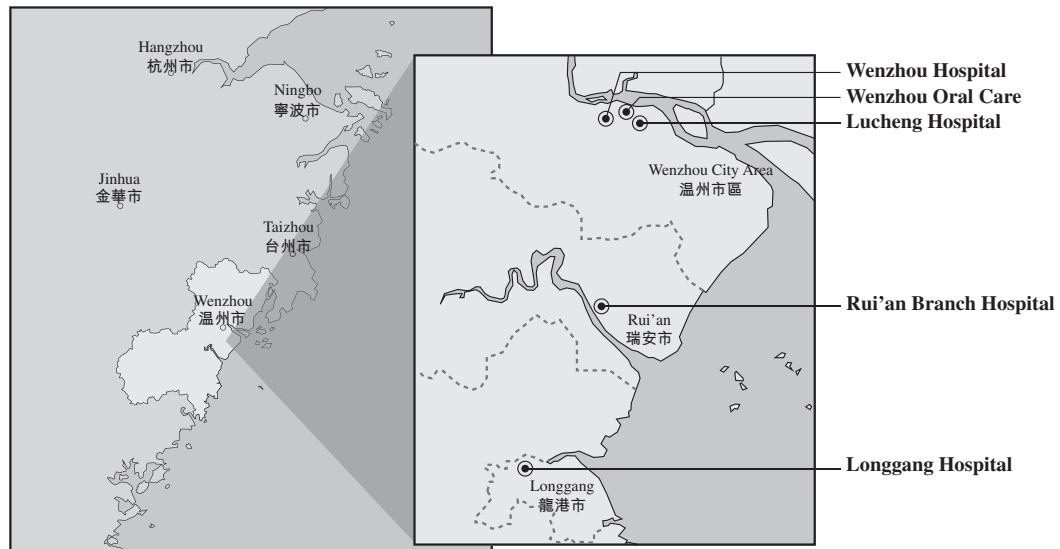 Hangzhou
杭州市
Ningbo
寧波市
Jinhua
金華市
Taizhou
台州市
Wenzhou
温州市
Wenzhou Hospital
Wenzhou Oral Care
Lucheng Hospital
Wenzhou City Area
温州市區
Rui'an Branch Hospital
Rui'an
瑞安市
Longgang Hospital
Longgang
龍港市